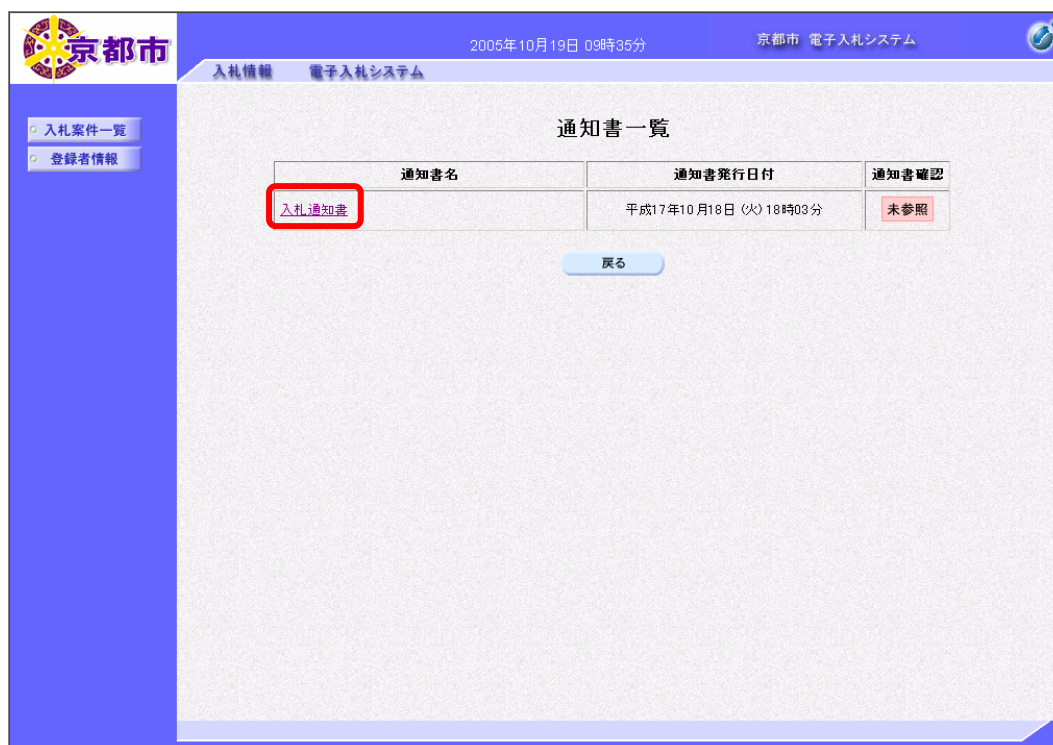 京都市
2005年10月19日 09時35分
京都市 電子入札システム
入札情報 電子入札システム
入札案件一覧
登録者情報
通知書一覧
通知書名 通知書発行日付 通知書確認
入札通知書 平成17年10月18日 (火) 18時03分 未参照
戻る